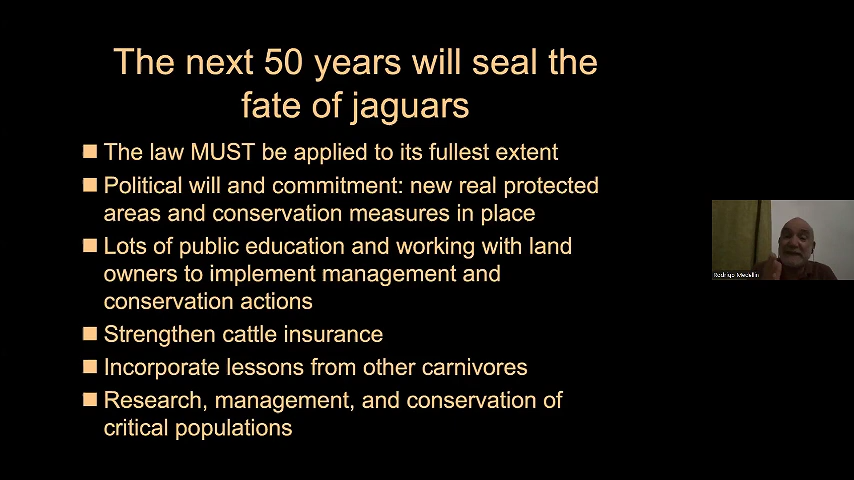 The next 50 years will seal the
fate of jaguars
The law MUST be applied to its fullest extent
Political will and commitment: new real protected
areas and conservation measures in place
Lots of public education and working with land
owners to implement management and
conservation actions
Strengthen cattle insurance
Incorporate lessons from other carnivores
Research, management, and conservation of
critical populations
Rodrigo Medellin